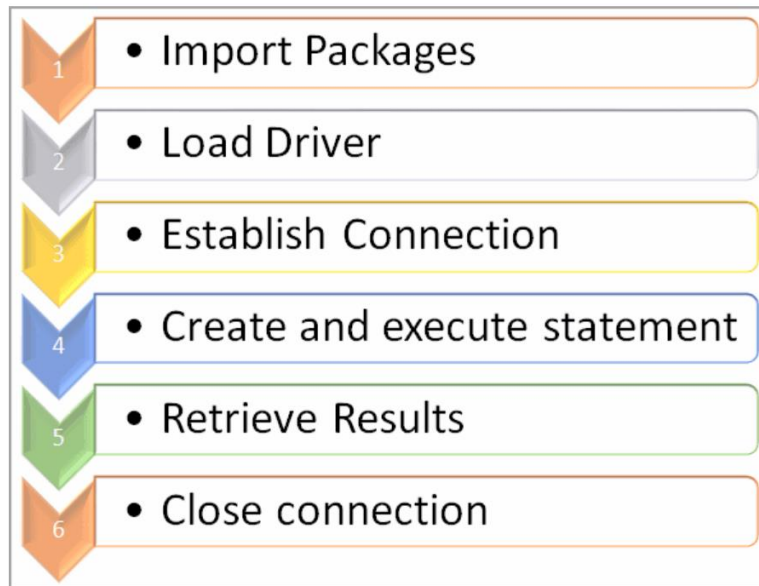 1 • Import Packages
2 • Load Driver
3 • Establish Connection
4 • Create and execute statement
5 • Retrieve Results
6 • Close connection